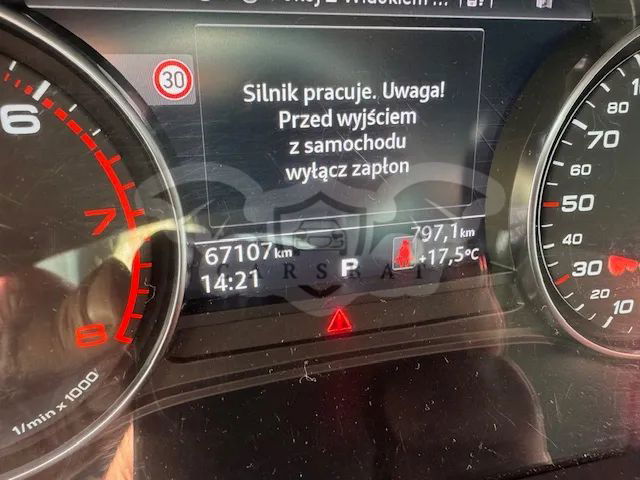 30
Silnik pracuje. Uwaga!
Przed wyjściem
z samochodu
wyłącz zapłon
67107 km
797,1 km
14:21
P
+17,5°C
6
7
8
1/min x 1000
80
70
60
50
40
30
20
10